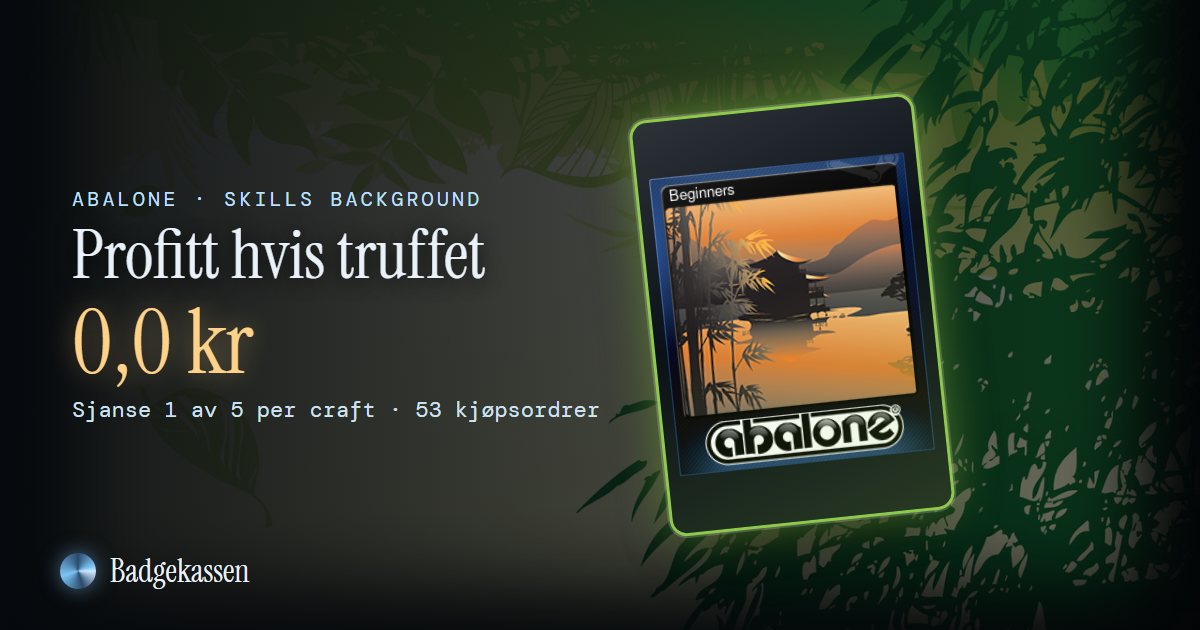 ABALONE · SKILLS BACKGROUND
Profitt hvis truffet
0,0 kr
Sjanse 1 av 5 per craft · 53 kjøpsordrer
Beginners
abalone®
Badgekassen